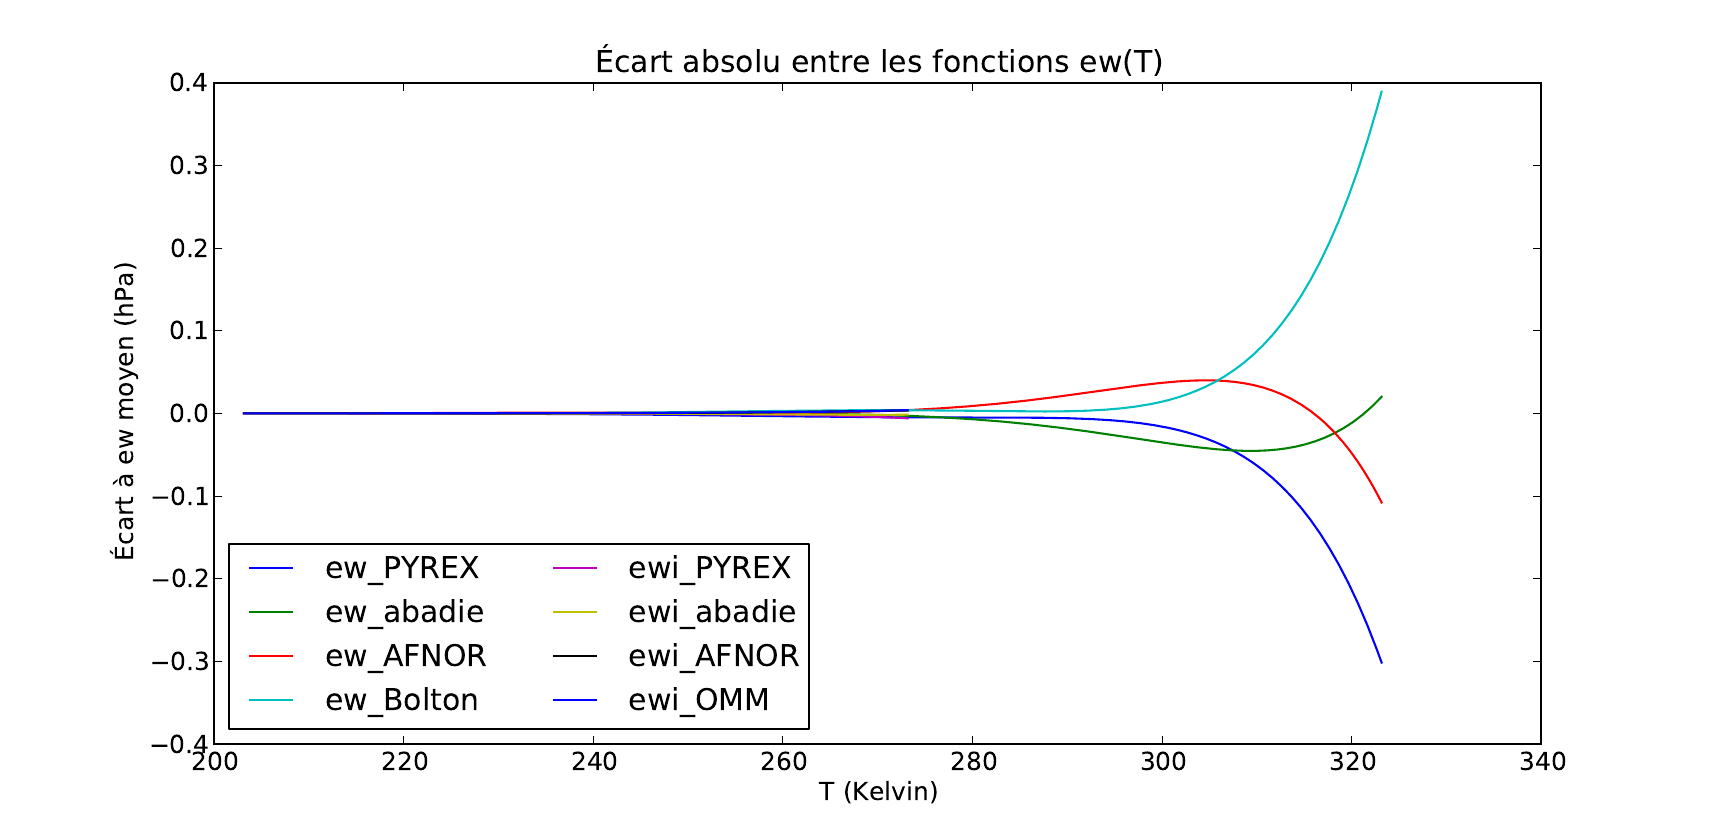 Écart absolu entre les fonctions ew(T)
Écart à ew moyen (hPa)
0.4
0.3
0.2
0.1
0.0
−0.1
−0.2
−0.3
−0.4
ew_PYREX
ew_abadie
ew_AFNOR
ew_Bolton
ewi_PYREX
ewi_abadie
ewi_AFNOR
ewi_OMM
200 220 240 260 280 300 320 340
T (Kelvin)